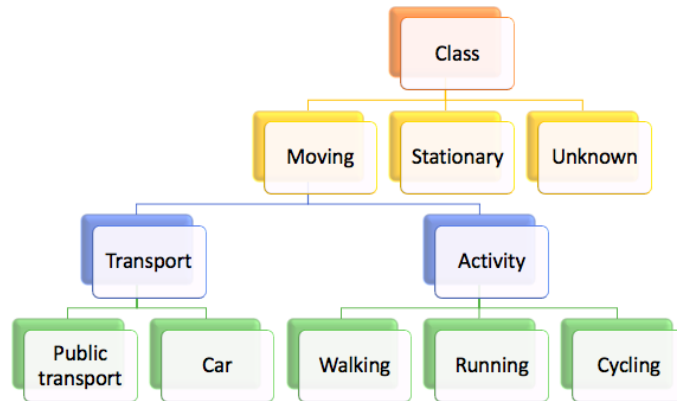 Class
Moving
Stationary
Unknown
Transport
Activity
Public
transport
Car
Walking
Running
Cycling